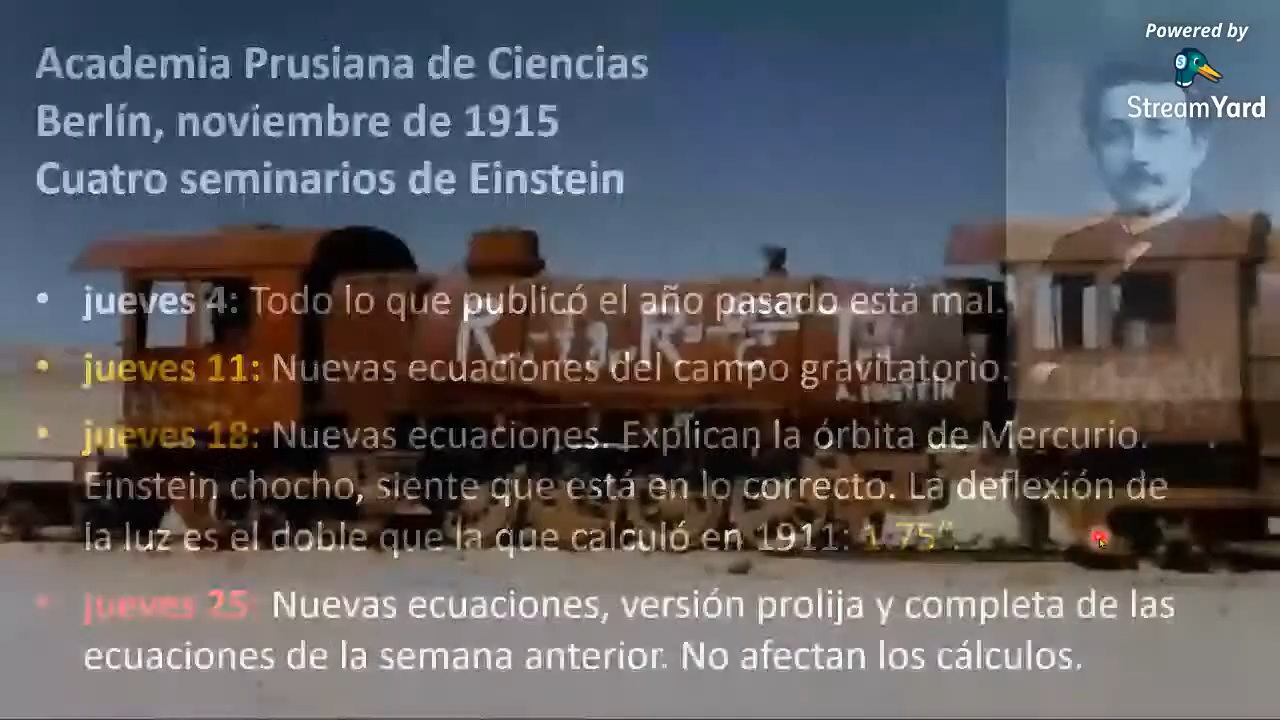 Powered by
StreamYard
Academia Prusiana de Ciencias
Berlín, noviembre de 1915
Cuatro seminarios de Einstein
• jueves 4: Todo lo que publicó el año pasado está mal.
• jueves 11: Nuevas ecuaciones del campo gravitatorio.
• jueves 18: Nuevas ecuaciones. Explican la órbita de Mercurio.
Einstein chocho, siente que está en lo correcto. La deflexión de
la luz es el doble que la que calculó en 1911: 1.75”.
• jueves 25: Nuevas ecuaciones, versión prolija y completa de las
ecuaciones de la semana anterior. No afectan los cálculos.
A. EINSTEIN